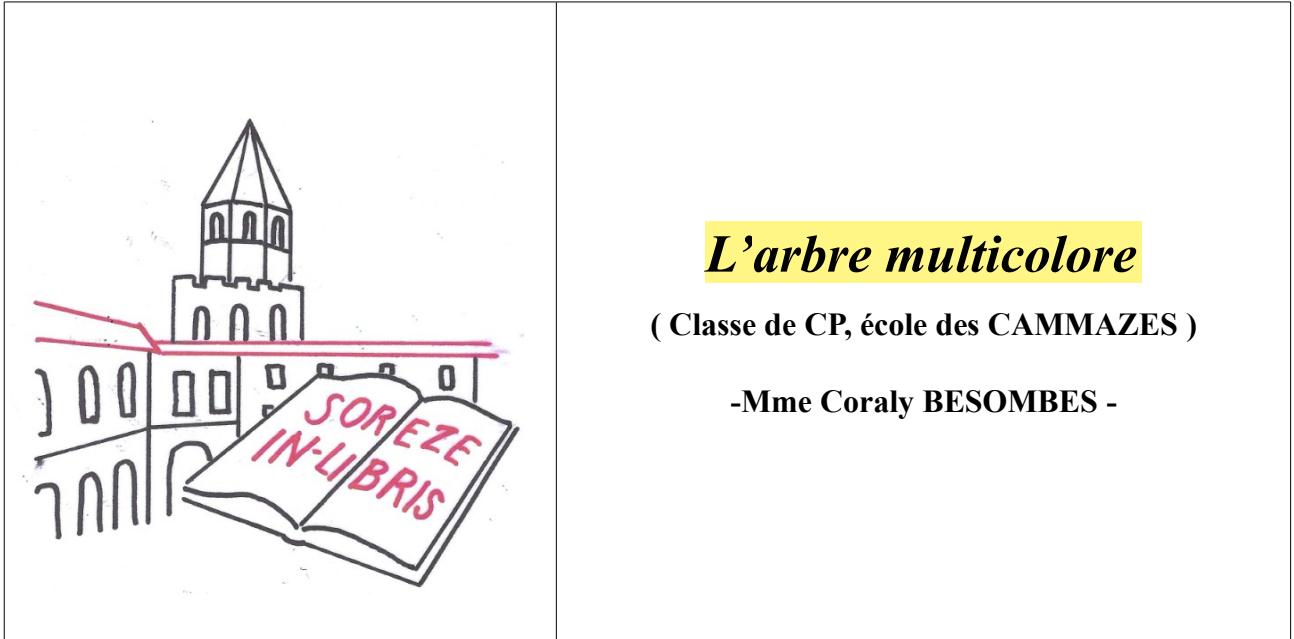 SOREZE
IN-LIBRIS
L’arbre multicolore
( Classe de CP, école des CAMMAZES )
-Mme Coraly BESOMBES -